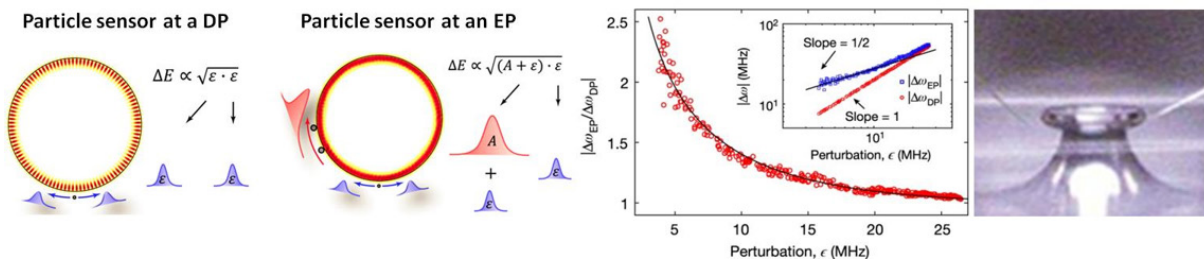 Particle sensor at a DP
ΔE ∝ √(ε · ε)
ε
ε
Particle sensor at an EP
ΔE ∝ √((A + ε) · ε)
A
+
ε
ε
|Δω_EP/Δω_DP|
2.5
2
1.5
1
5
10
15
20
25
Perturbation, ϵ (MHz)
|Δω| (MHz)
10²
10¹
Slope = 1/2
|Δω_EP|
|Δω_DP|
Slope = 1
10¹
Perturbation, ϵ (MHz)